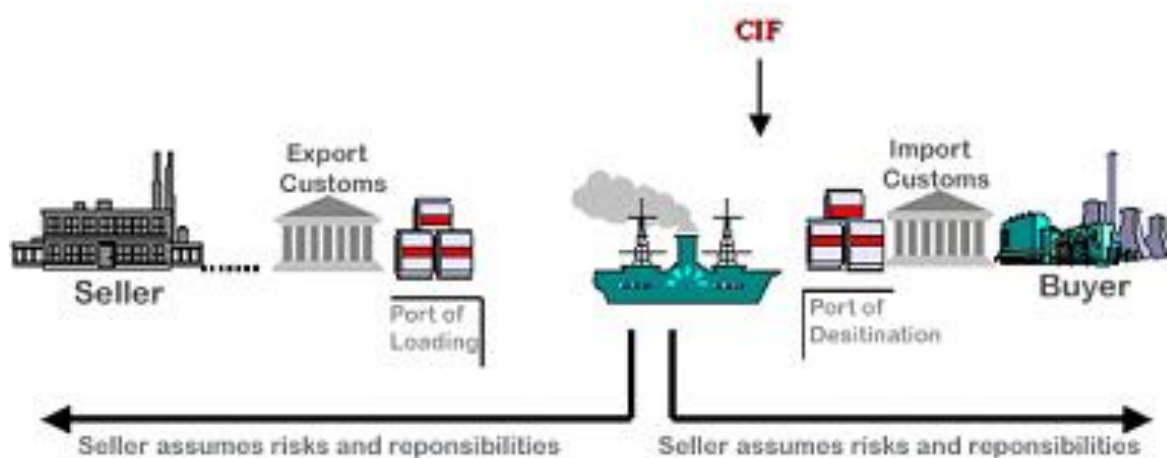 CIF
Export
Customs
Import
Customs
Seller
Buyer
Port of
Loading
Port of
Desitination
Seller assumes risks and reponsibilities
Seller assumes risks and reponsibilities